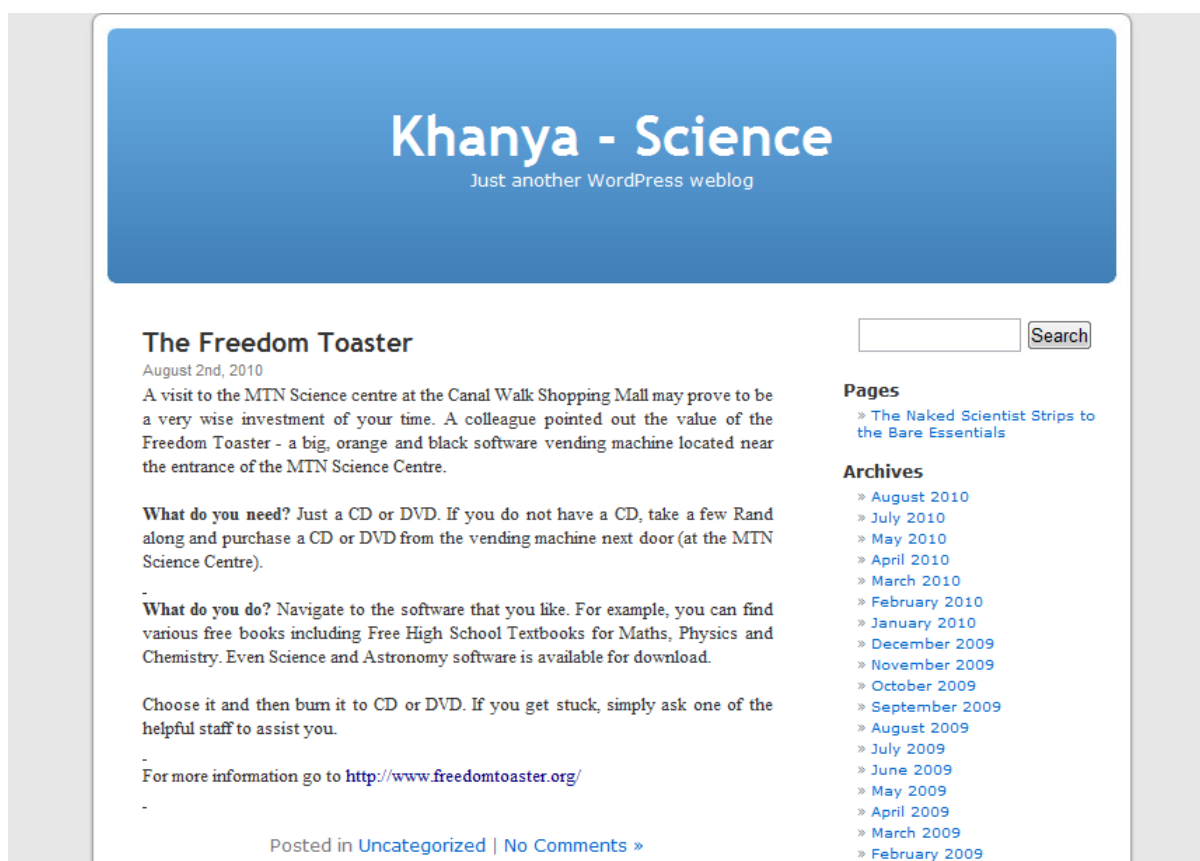 Khanya - Science
Just another WordPress weblog
The Freedom Toaster
August 2nd, 2010
A visit to the MTN Science centre at the Canal Walk Shopping Mall may prove to be
a very wise investment of your time. A colleague pointed out the value of the
Freedom Toaster - a big, orange and black software vending machine located near
the entrance of the MTN Science Centre.
What do you need? Just a CD or DVD. If you do not have a CD, take a few Rand
along and purchase a CD or DVD from the vending machine next door (at the MTN
Science Centre).
What do you do? Navigate to the software that you like. For example, you can find
various free books including Free High School Textbooks for Maths, Physics and
Chemistry. Even Science and Astronomy software is available for download.
Choose it and then burn it to CD or DVD. If you get stuck, simply ask one of the
helpful staff to assist you.
For more information go to http://www.freedomtoaster.org/
Posted in Uncategorized | No Comments »
Search
Pages
» The Naked Scientist Strips to
the Bare Essentials
Archives
» August 2010
» July 2010
» May 2010
» April 2010
» March 2010
» February 2010
» January 2010
» December 2009
» November 2009
» October 2009
» September 2009
» August 2009
» July 2009
» June 2009
» May 2009
» April 2009
» March 2009
» February 2009